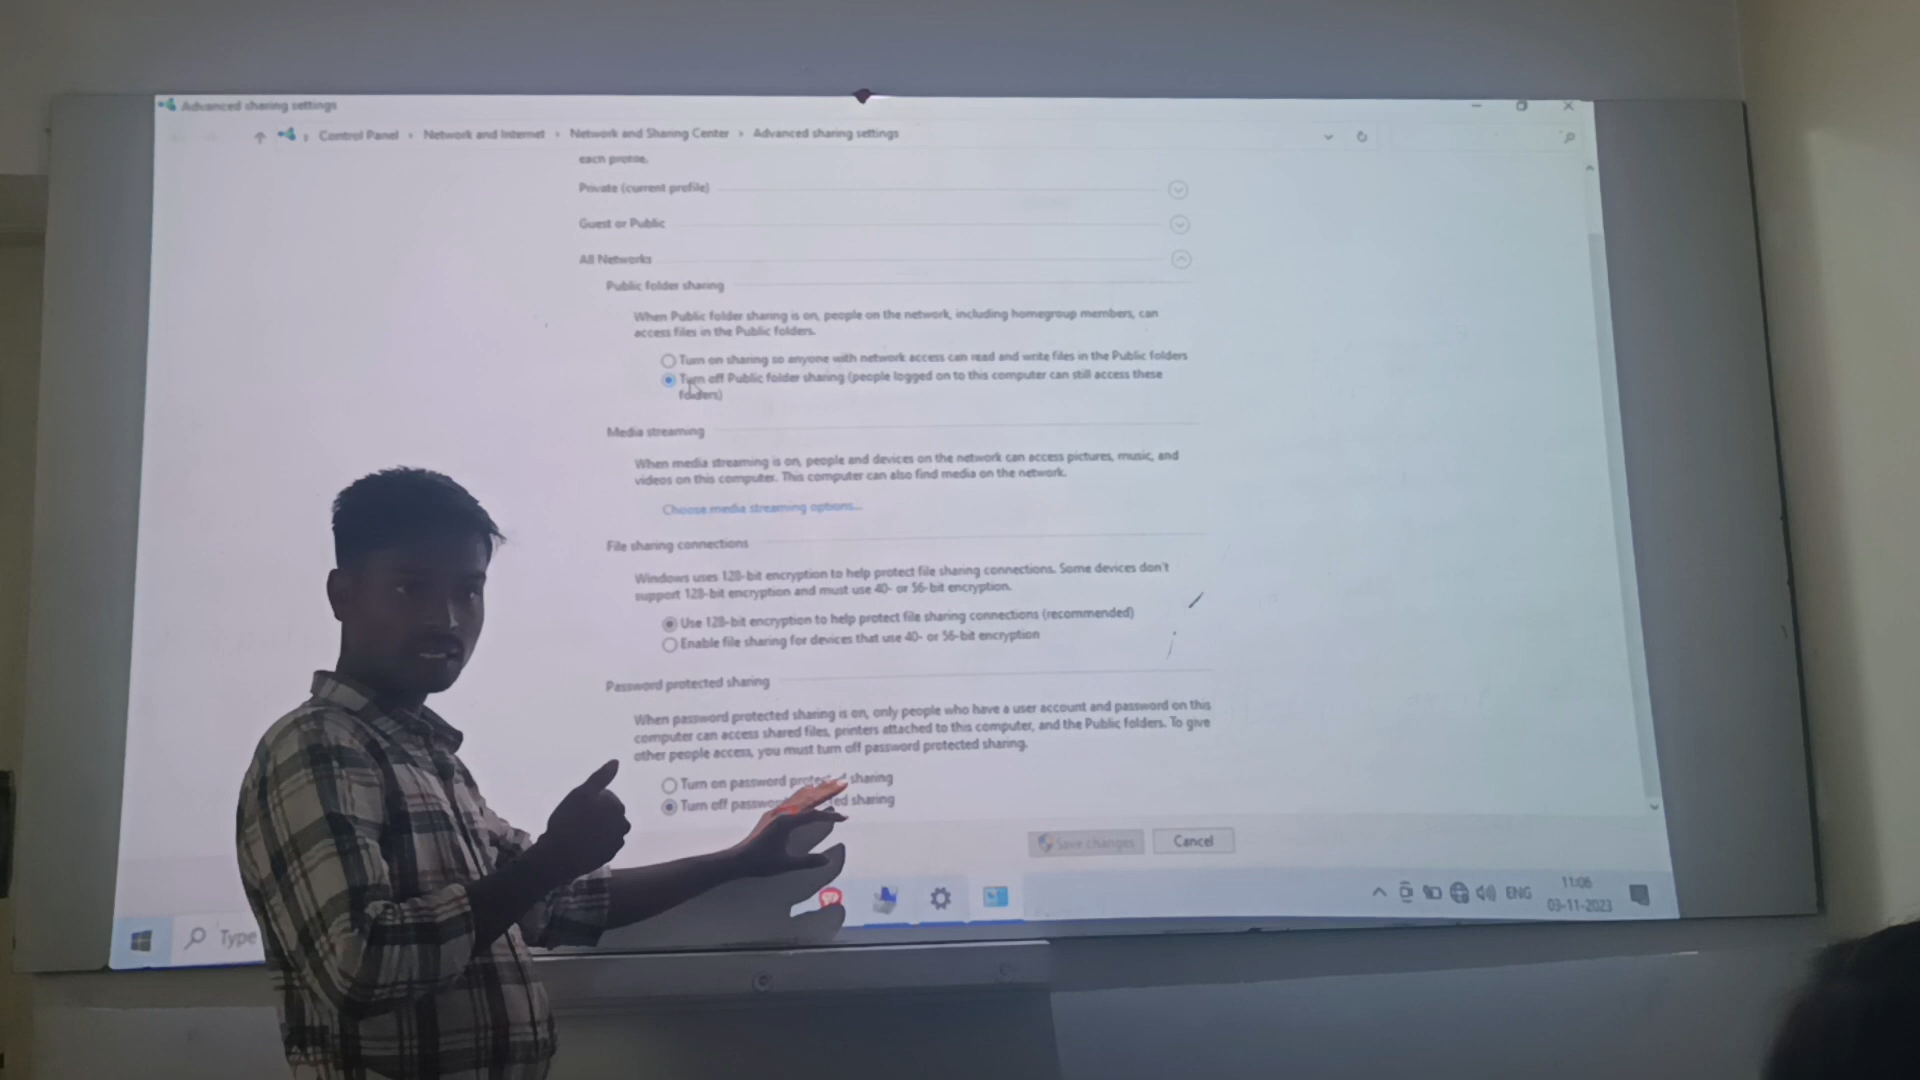 Advanced sharing settings
Control Panel › Network and Internet › Network and Sharing Center › Advanced sharing settings
each profile.
Private (current profile)
Guest or Public
All Networks
Public folder sharing
When Public folder sharing is on, people on the network, including homegroup members, can
access files in the Public folders.
Turn on sharing so anyone with network access can read and write files in the Public folders
Turn off Public folder sharing (people logged on to this computer can still access these
folders)
Media streaming
When media streaming is on, people and devices on the network can access pictures, music, and
videos on this computer. This computer can also find media on the network.
Choose media streaming options...
File sharing connections
Windows uses 128-bit encryption to help protect file sharing connections. Some devices don't
support 128-bit encryption and must use 40- or 56-bit encryption.
Use 128-bit encryption to help protect file sharing connections (recommended)
Enable file sharing for devices that use 40- or 56-bit encryption
Password protected sharing
When password protected sharing is on, only people who have a user account and password on this
computer can access shared files, printers attached to this computer, and the Public folders. To give
other people access, you must turn off password protected sharing.
Turn on password protected sharing
Turn off password protected sharing
Save changes Cancel
Type
ENG
11:06
03-11-2023